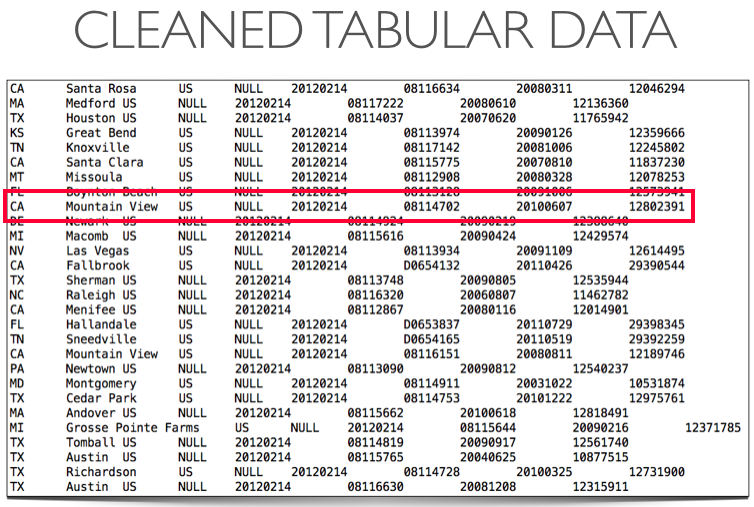 CLEANED TABULAR DATA
CA Santa Rosa US NULL 20120214 08116634 20080311 12046294
MA Medford US NULL 20120214 08117222 20080610 12136360
TX Houston US NULL 20120214 08114037 20070620 11765942
KS Great Bend US NULL 20120214 08113974 20090126 12359666
TN Knoxville US NULL 20120214 08117142 20081006 12245802
CA Santa Clara US NULL 20120214 08115775 20070810 11837230
MT Missoula US NULL 20120214 08112908 20080328 12078253
FL Boynton Beach US NULL 20120214 08113128 20091006 12573941
CA Mountain View US NULL 20120214 08114702 20100607 12802391
DE Newark US NULL 20120214 08114924 20090219 12388640
MI Macomb US NULL 20120214 08115616 20090424 12429574
NV Las Vegas US NULL 20120214 08113934 20091109 12614495
CA Fallbrook US NULL 20120214 D0654132 20110426 29390544
TX Sherman US NULL 20120214 08113748 20090805 12535944
NC Raleigh US NULL 20120214 08116320 20060807 11462782
CA Menifee US NULL 20120214 08112867 20080116 12014901
FL Hallandale US NULL 20120214 D0653837 20110729 29398345
TN Sneedville US NULL 20120214 D0654165 20110519 29392259
CA Mountain View US NULL 20120214 08116151 20080811 12189746
PA Newtown US NULL 20120214 08113090 20090812 12540237
MD Montgomery US NULL 20120214 08114911 20031022 10531874
TX Cedar Park US NULL 20120214 08114753 20101222 12975761
MA Andover US NULL 20120214 08115662 20100618 12818491
MI Grosse Pointe Farms US NULL 20120214 08115644 20090216 12371785
TX Tomball US NULL 20120214 08114819 20090917 12561740
TX Austin US NULL 20120214 08115765 20040625 10877515
TX Richardson US NULL 20120214 08114728 20100325 12731900
TX Austin US NULL 20120214 08116630 20081208 12315911